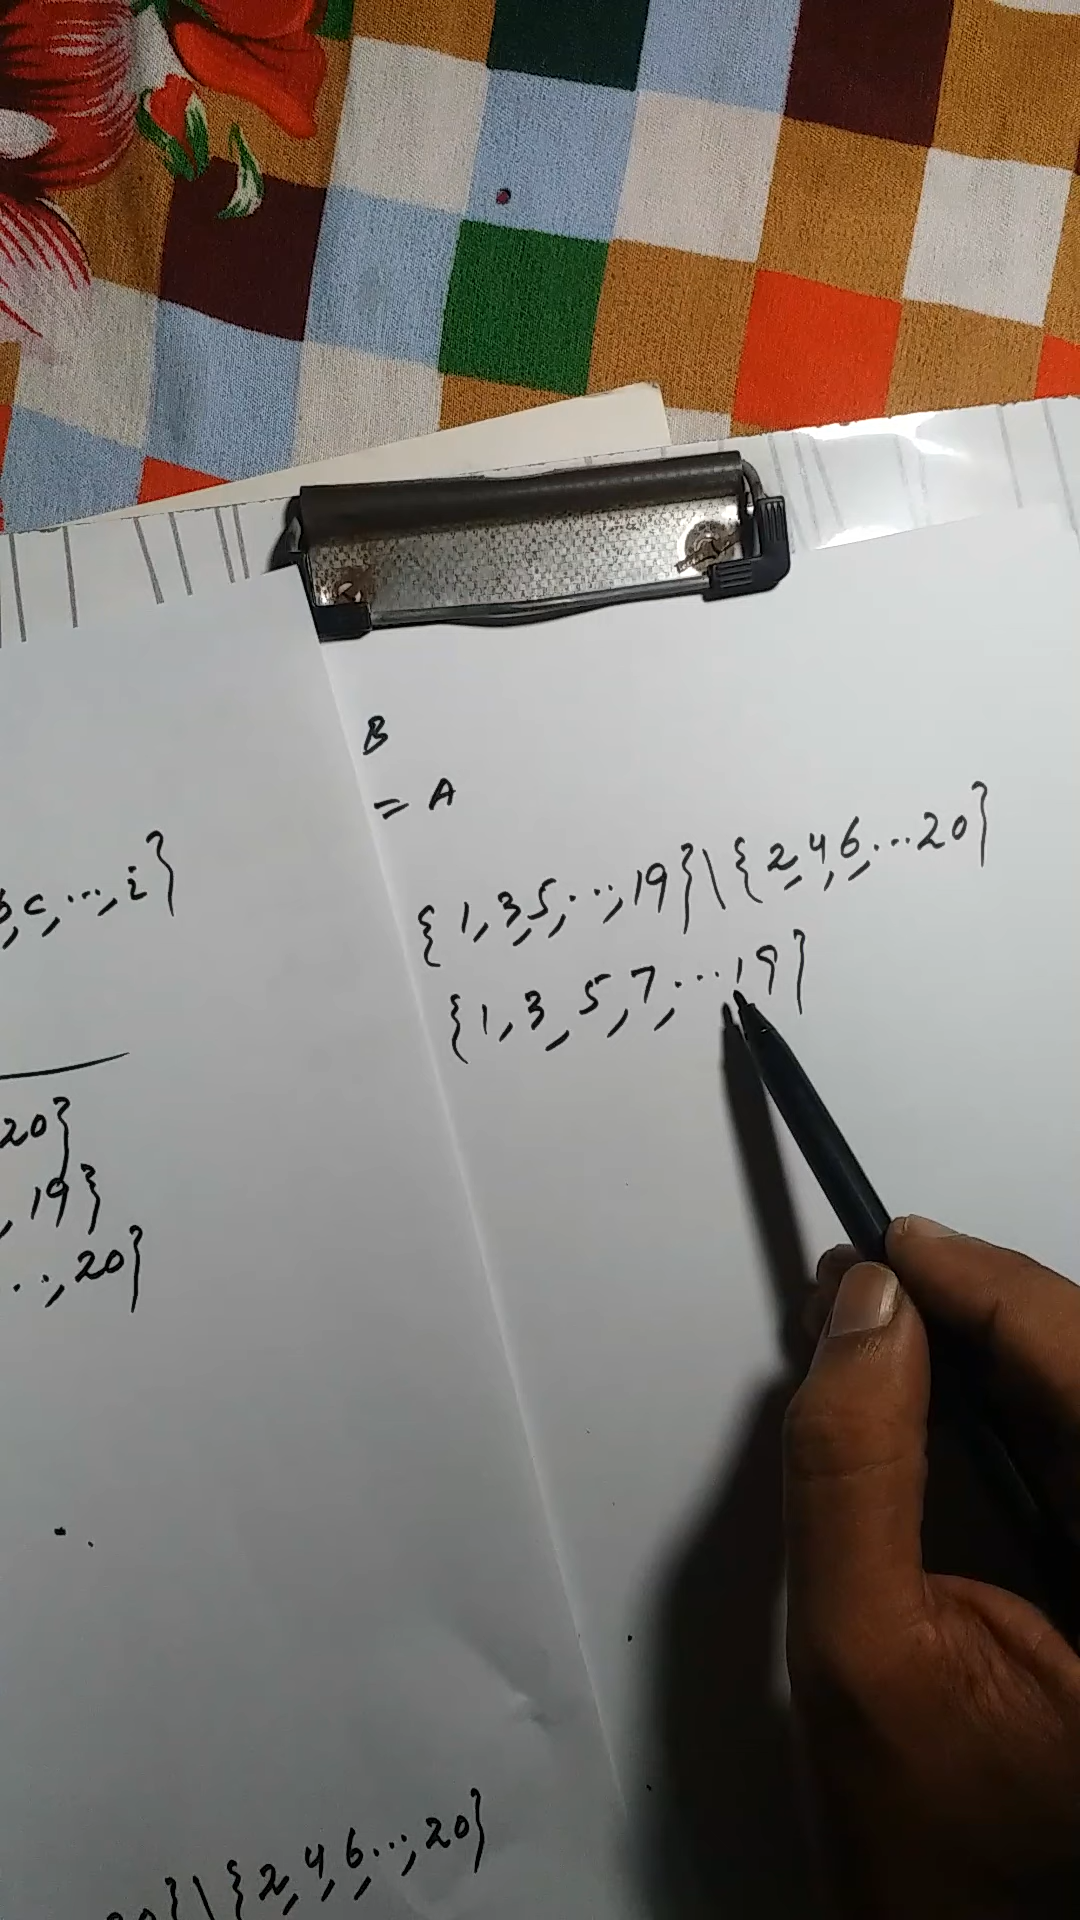 B
= A
{1,3,5,...,19}\{2,4,6,...20}
{1,3,5,7,...19}
c,...,i}
20}
,19}
...,20}
}\{2,4,6,...,20}